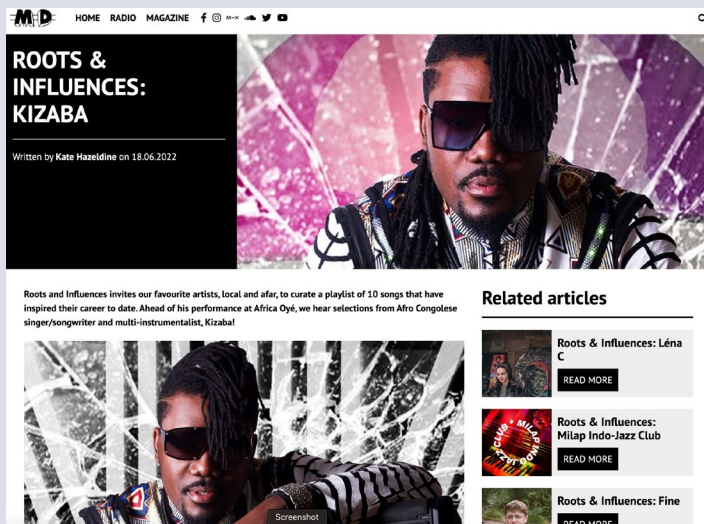 M D
HOME RADIO MAGAZINE
ROOTS &
INFLUENCES:
KIZABA
Written by Kate Hazeldine on 18.06.2022
Roots and Influences invites our favourite artists, local and afar, to curate a playlist of 10 songs that have
inspired their career to date. Ahead of his performance at Africa Oyé, we hear selections from Afro Congolese
singer/songwriter and multi-instrumentalist, Kizaba!
Screenshot
Related articles
Roots & Influences: Léna
C
READ MORE
Roots & Influences:
Milap Indo-Jazz Club
READ MORE
MILAP INDO JAZZ CLUB
Roots & Influences: Fine
READ MORE